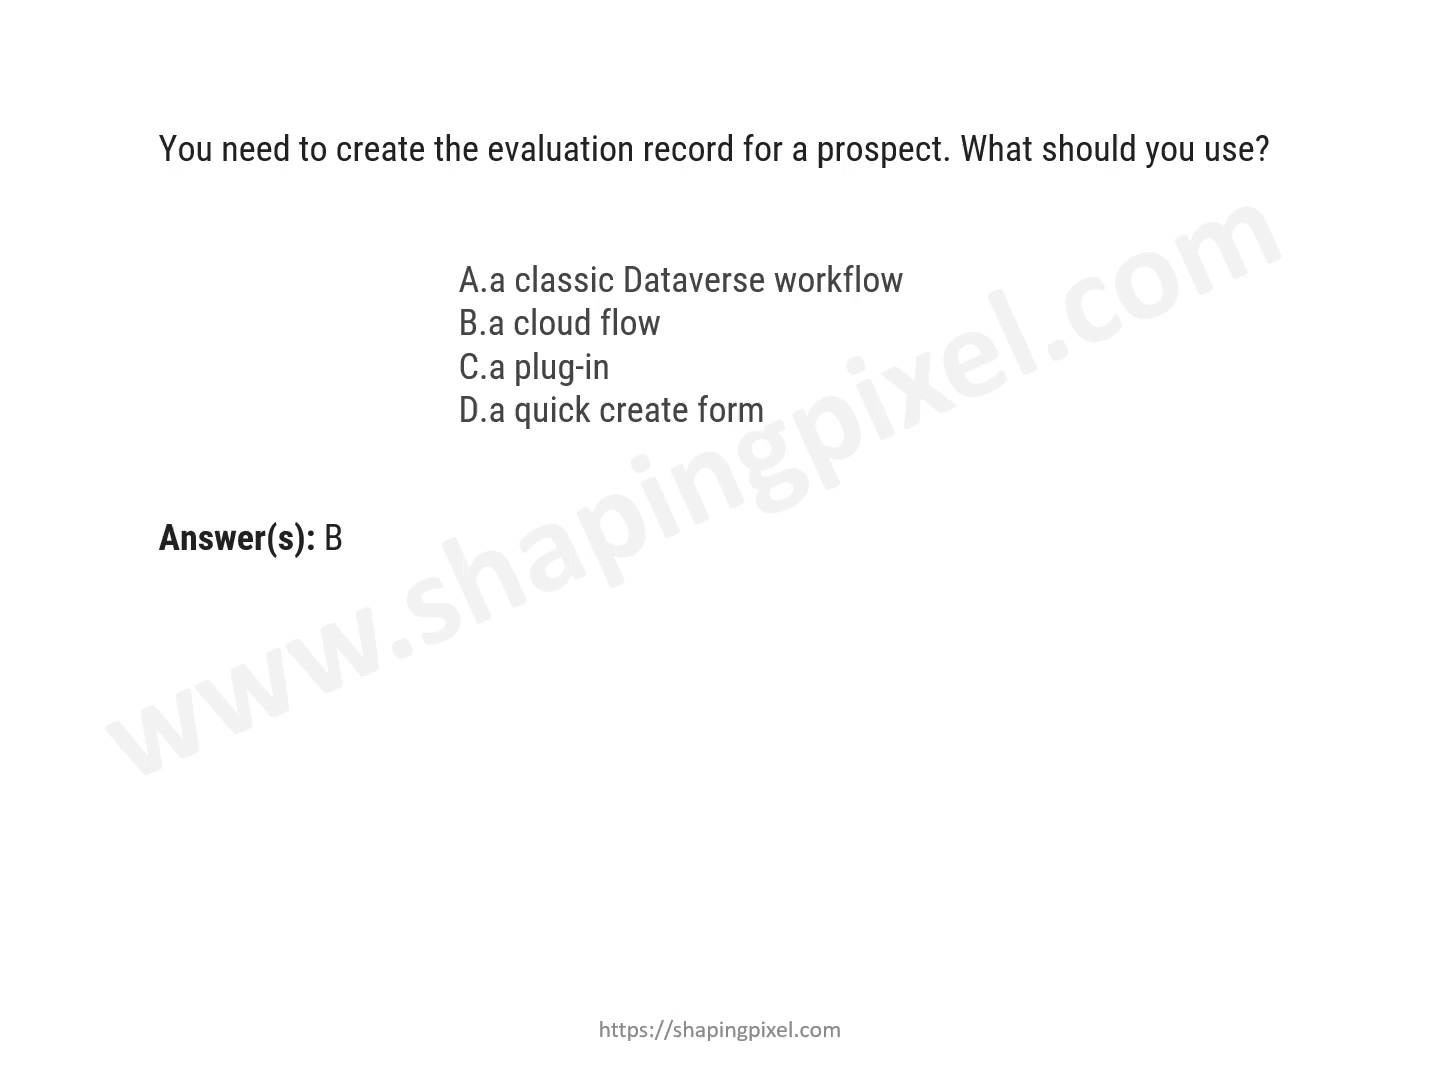 You need to create the evaluation record for a prospect. What should you use?
A.a classic Dataverse workflow
B.a cloud flow
C.a plug-in
D.a quick create form
Answer(s): B
www.shapingpixel.com
https://shapingpixel.com